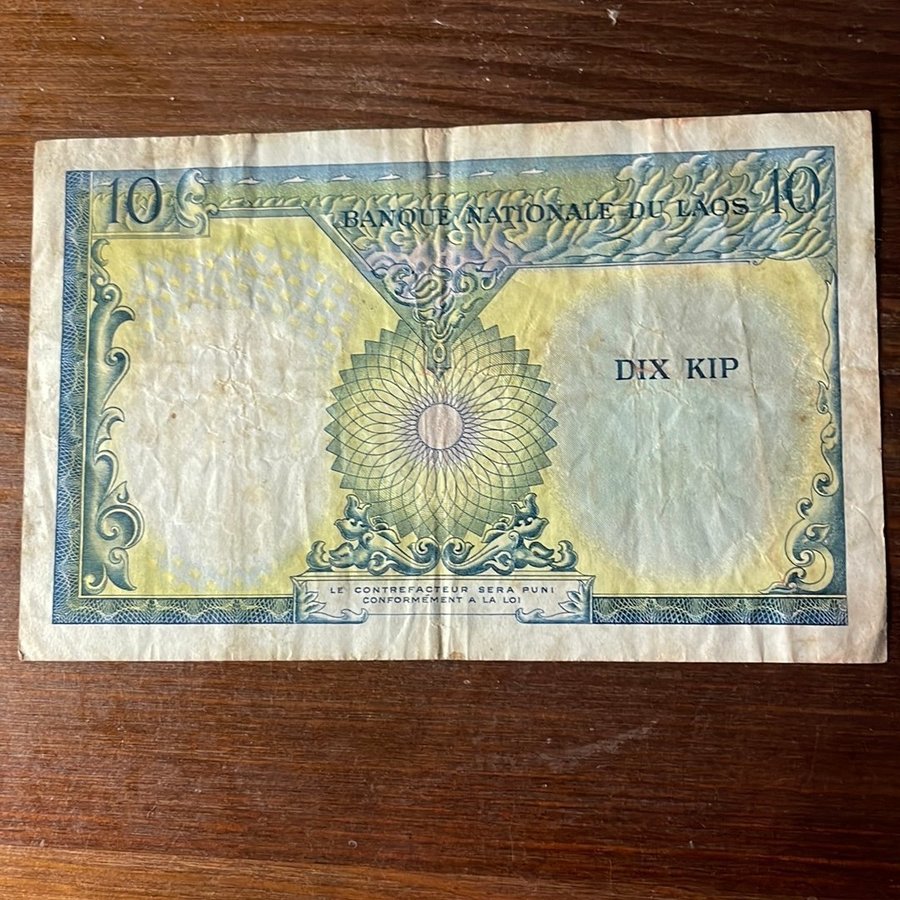 10 BANQUE NATIONALE DU LAOS 10
DIX KIP
LE CONTREFACTEUR SERA PUNI
CONFORMÉMENT A LA LOI